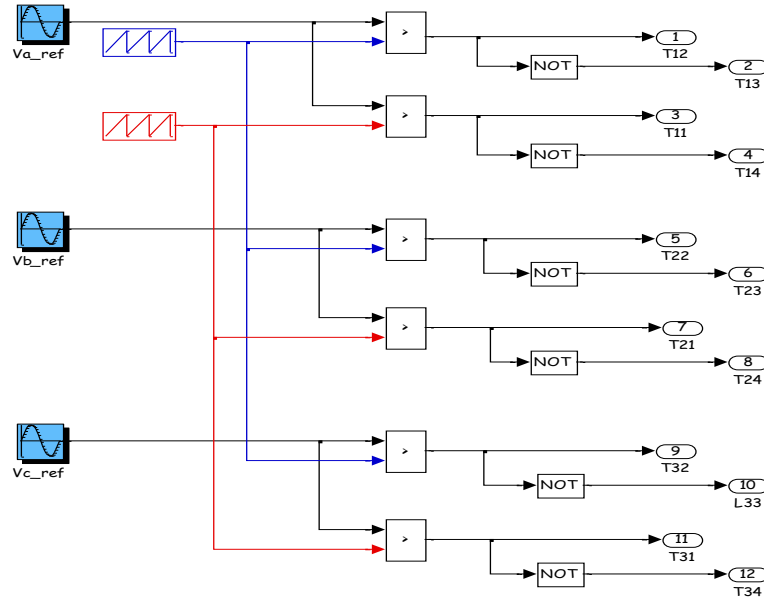 Va_ref
>
1
T12
NOT
2
T13
>
3
T11
NOT
4
T14
Vb_ref
>
5
T22
NOT
6
T23
>
7
T21
NOT
8
T24
Vc_ref
>
9
T32
NOT
10
L33
>
11
T31
NOT
12
T34